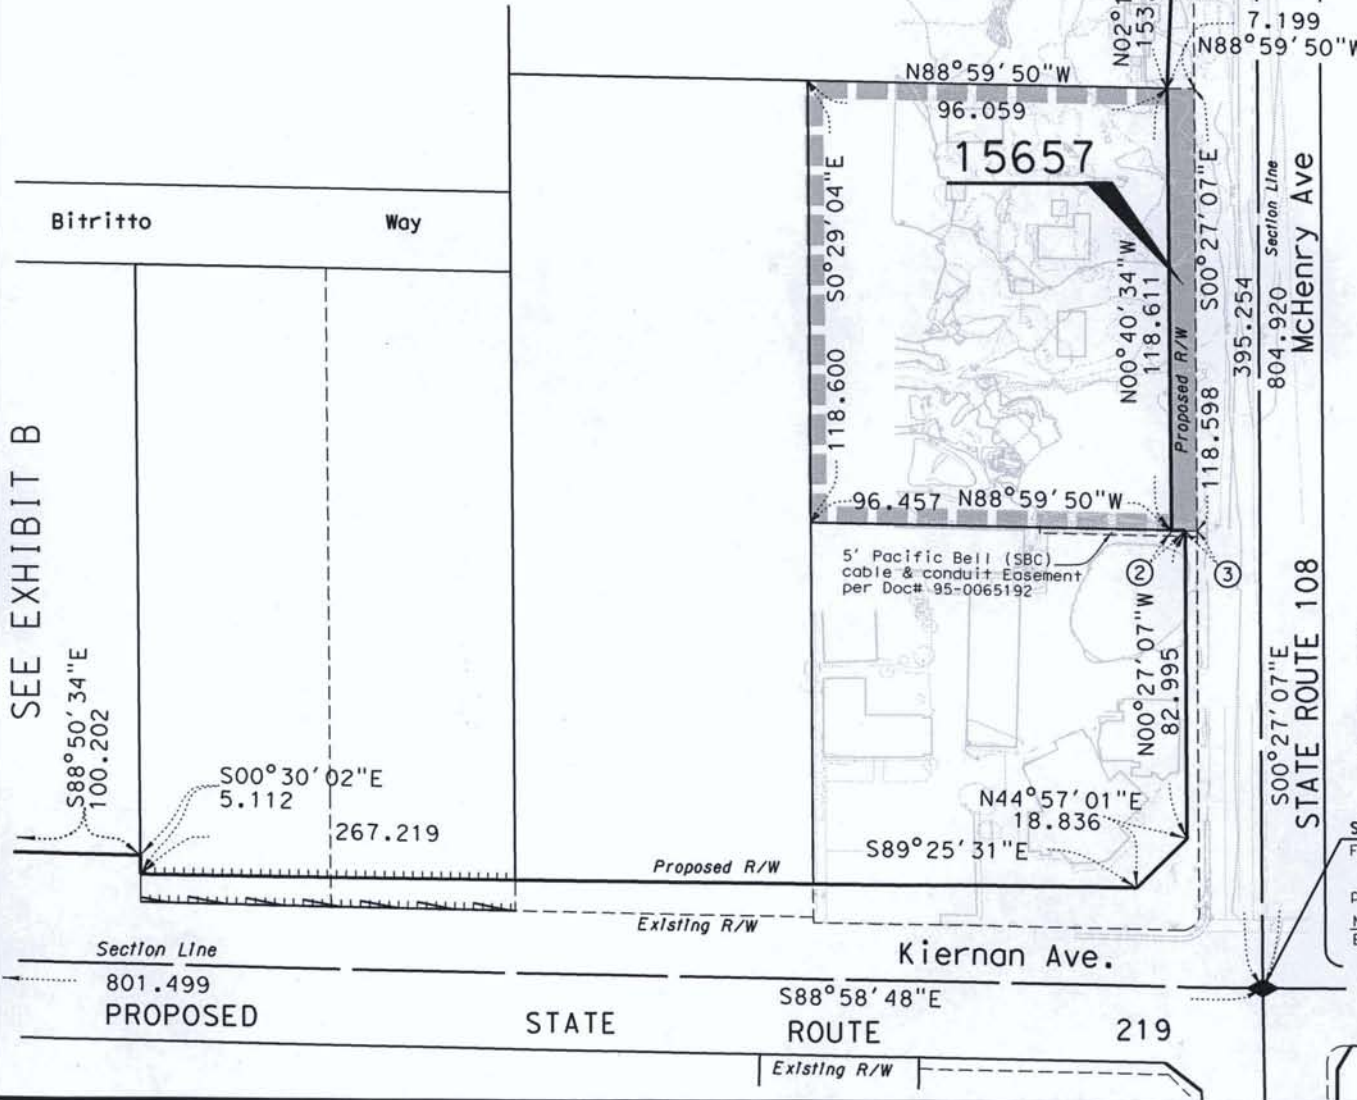 N02°1
153
7.199
N88°59'50"W
N88°59'50"W
96.059
15657
S0°29'04"E
118.600
N00°40'34"W
118.611
Proposed R/W
S00°27'07"E
118.598
395.254
Section Line
804.920
McHenry Ave
Bitritto Way
96.457 N88°59'50"W
5' Pacific Bell (SBC)
cable & conduit Easement
per Doc# 95-0065192
2
3
SEE EXHIBIT B
S88°50'34"E
100.202
S00°30'02"E
5.112
267.219
N00°27'07"W
82.995
S00°27'07"E
STATE ROUTE 108
N44°57'01"E
18.836
S89°25'31"E
Proposed R/W
Existing R/W
Kiernan Ave.
Section Line
801.499
S88°58'48"E
PROPOSED STATE ROUTE 219
Existing R/W